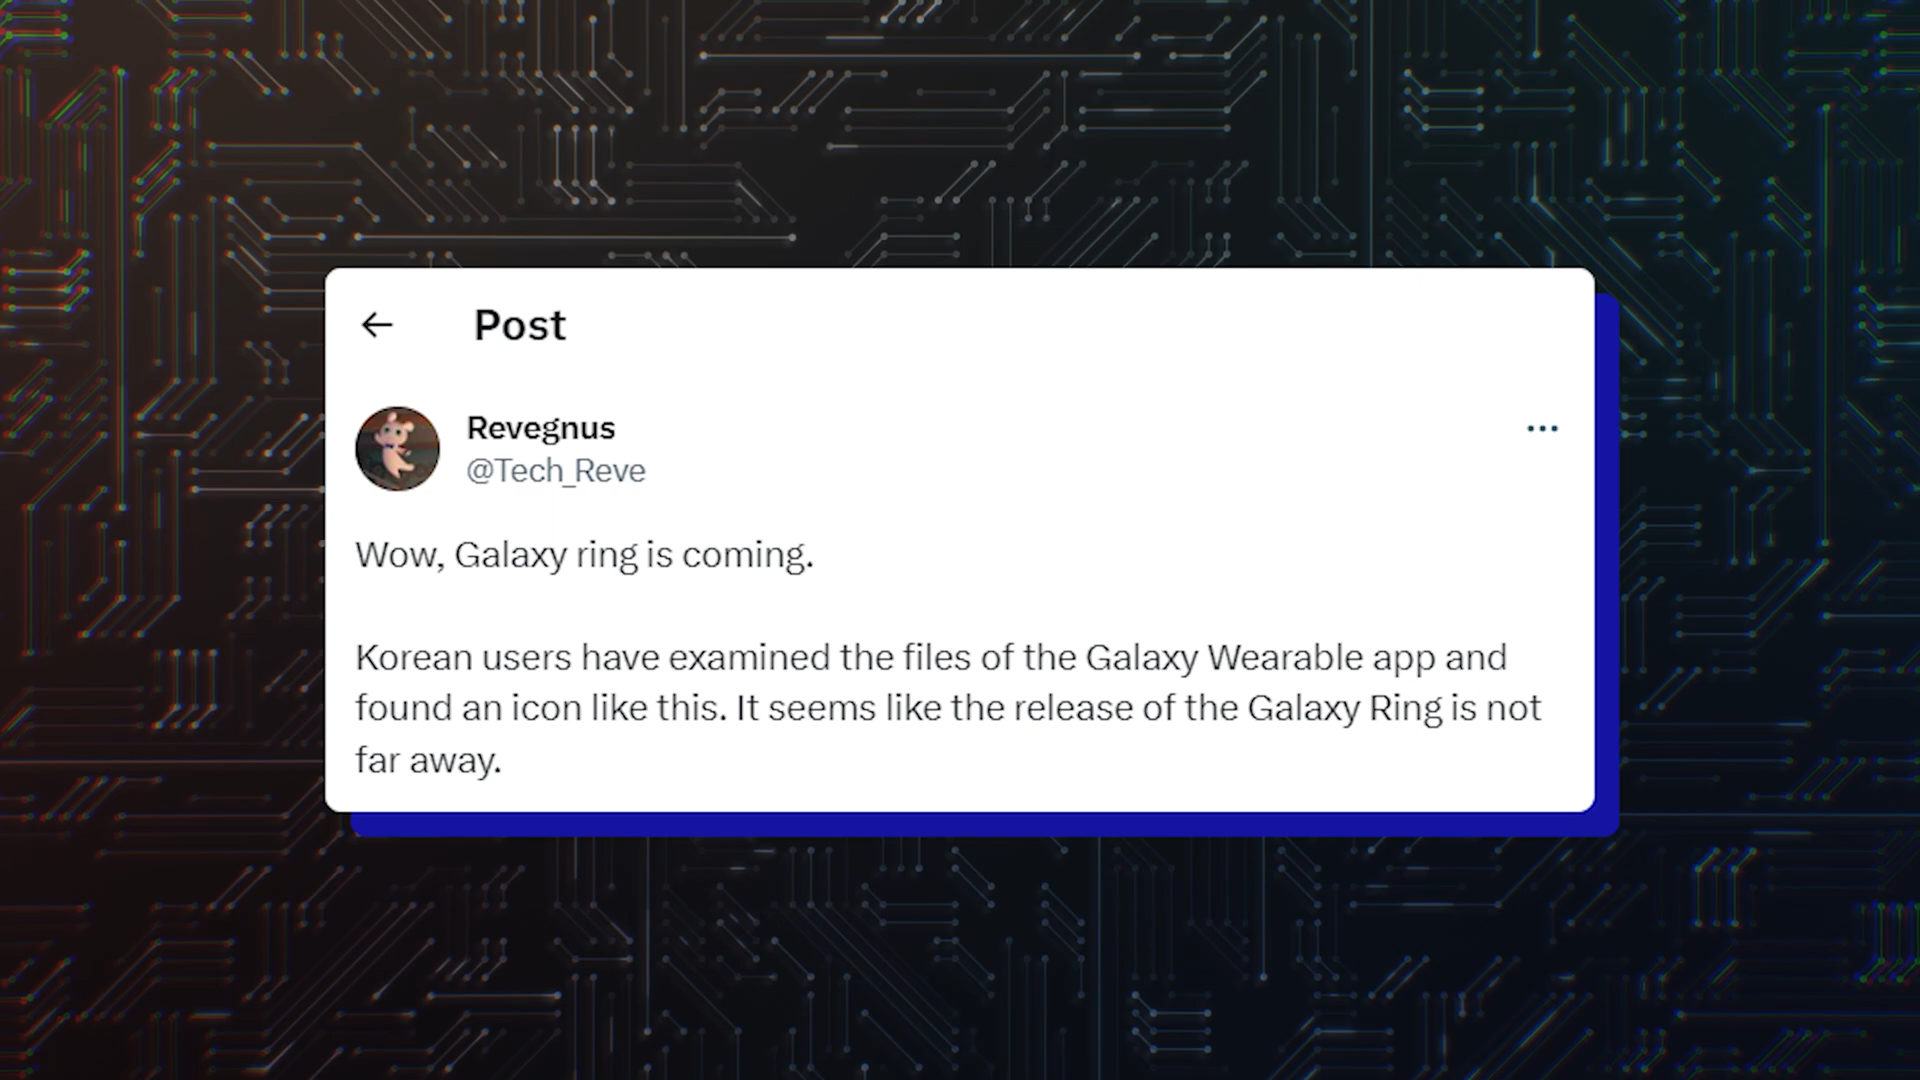 Post
Revegnus
@Tech_Reve
Wow, Galaxy ring is coming.
Korean users have examined the files of the Galaxy Wearable app and
found an icon like this. It seems like the release of the Galaxy Ring is not
far away.